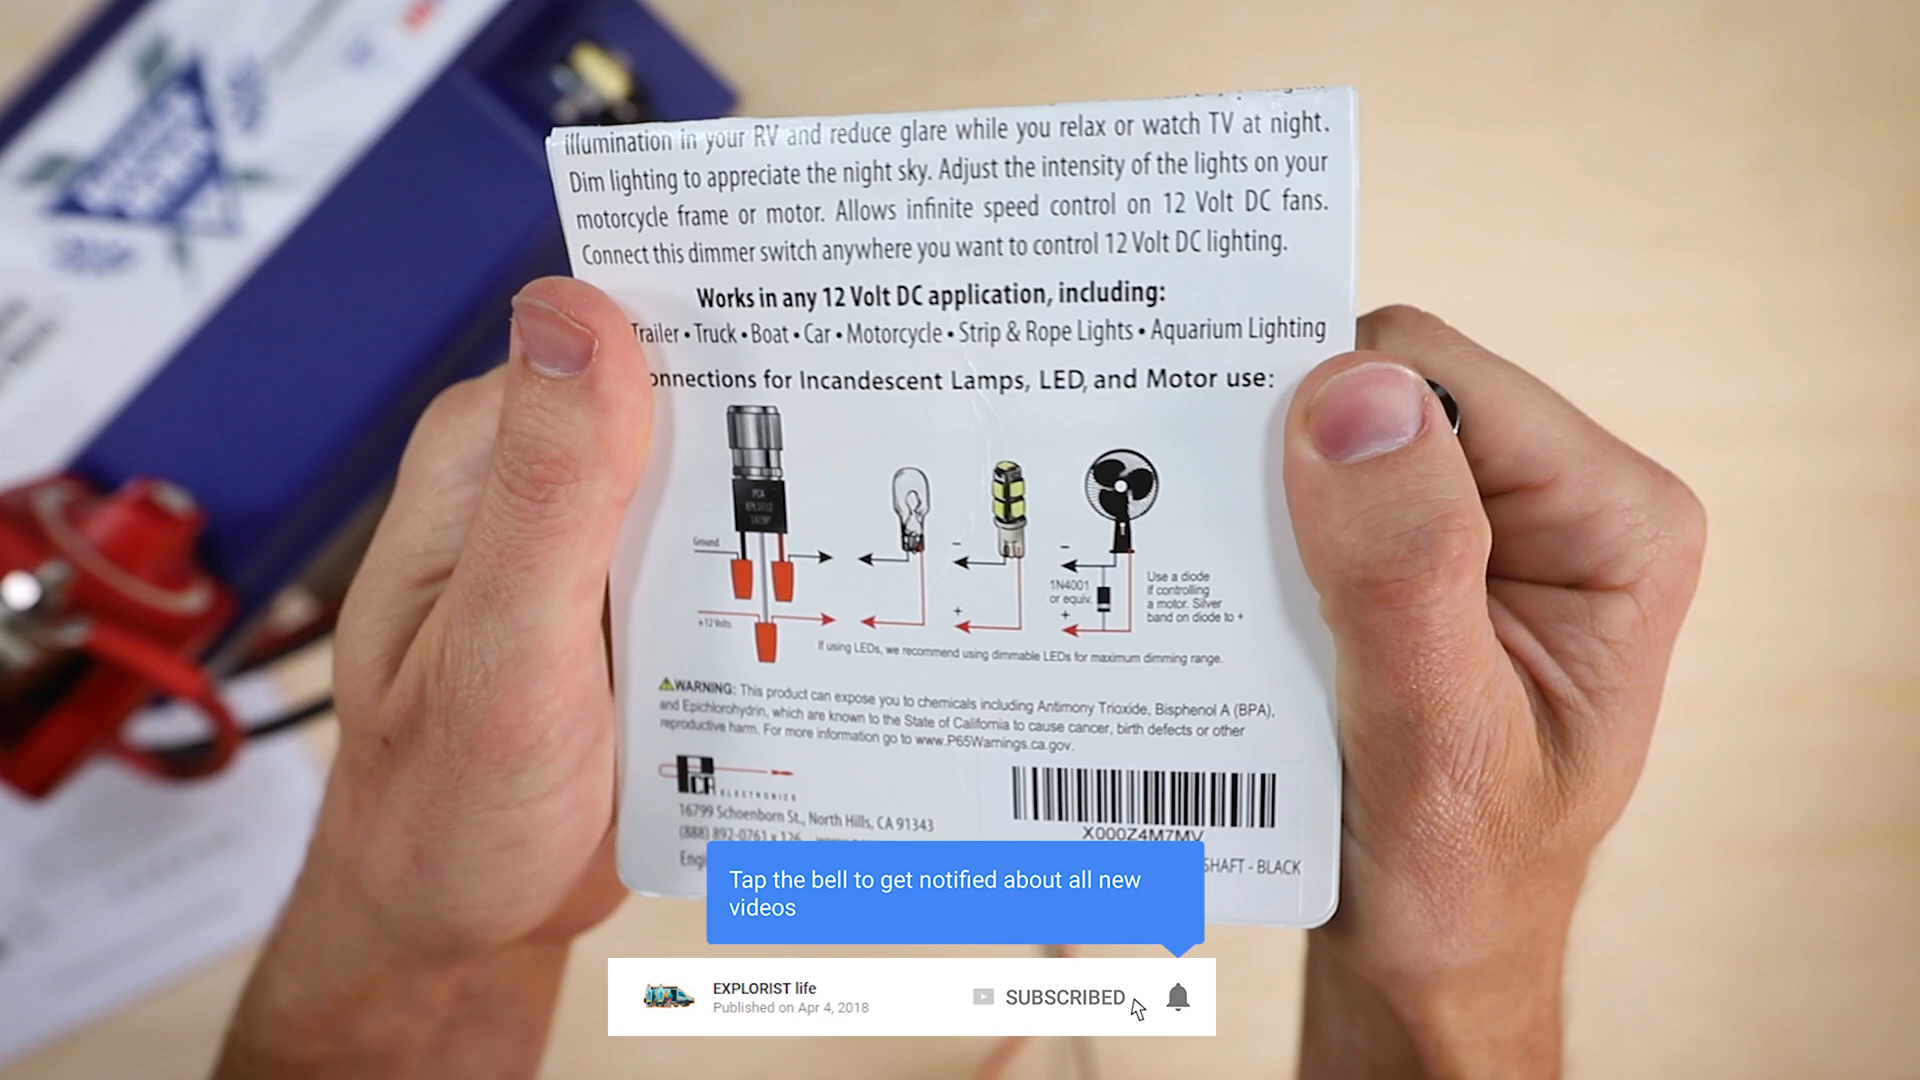 illumination in your RV and reduce glare while you relax or watch TV at night.
Dim lighting to appreciate the night sky. Adjust the intensity of the lights on your
motorcycle frame or motor. Allows infinite speed control on 12 Volt DC fans.
Connect this dimmer switch anywhere you want to control 12 Volt DC lighting.
Works in any 12 Volt DC application, including:
Trailer • Truck • Boat • Car • Motorcycle • Strip & Rope Lights • Aquarium Lighting
onnections for Incandescent Lamps, LED, and Motor use:
PCA
Ground
+12 Volts
-
+
-
1N4001
or equiv.
+
Use a diode
if controlling
a motor. Silver
band on diode to +
If using LEDs, we recommend using dimmable LEDs for maximum dimming range.
WARNING: This product can expose you to chemicals including Antimony Trioxide, Bisphenol A (BPA),
and Epichlorohydrin, which are known to the State of California to cause cancer, birth defects or other
reproductive harm. For more information go to www.P65Warnings.ca.gov.
PCA ELECTRONICS
16799 Schoenborn St., North Hills, CA 91343
(888) 892-0761 x 126
X000Z4M7MV
Engi
SHAFT - BLACK
Tap the bell to get notified about all new
videos
EXPLORIST life
Published on Apr 4, 2018
SUBSCRIBED